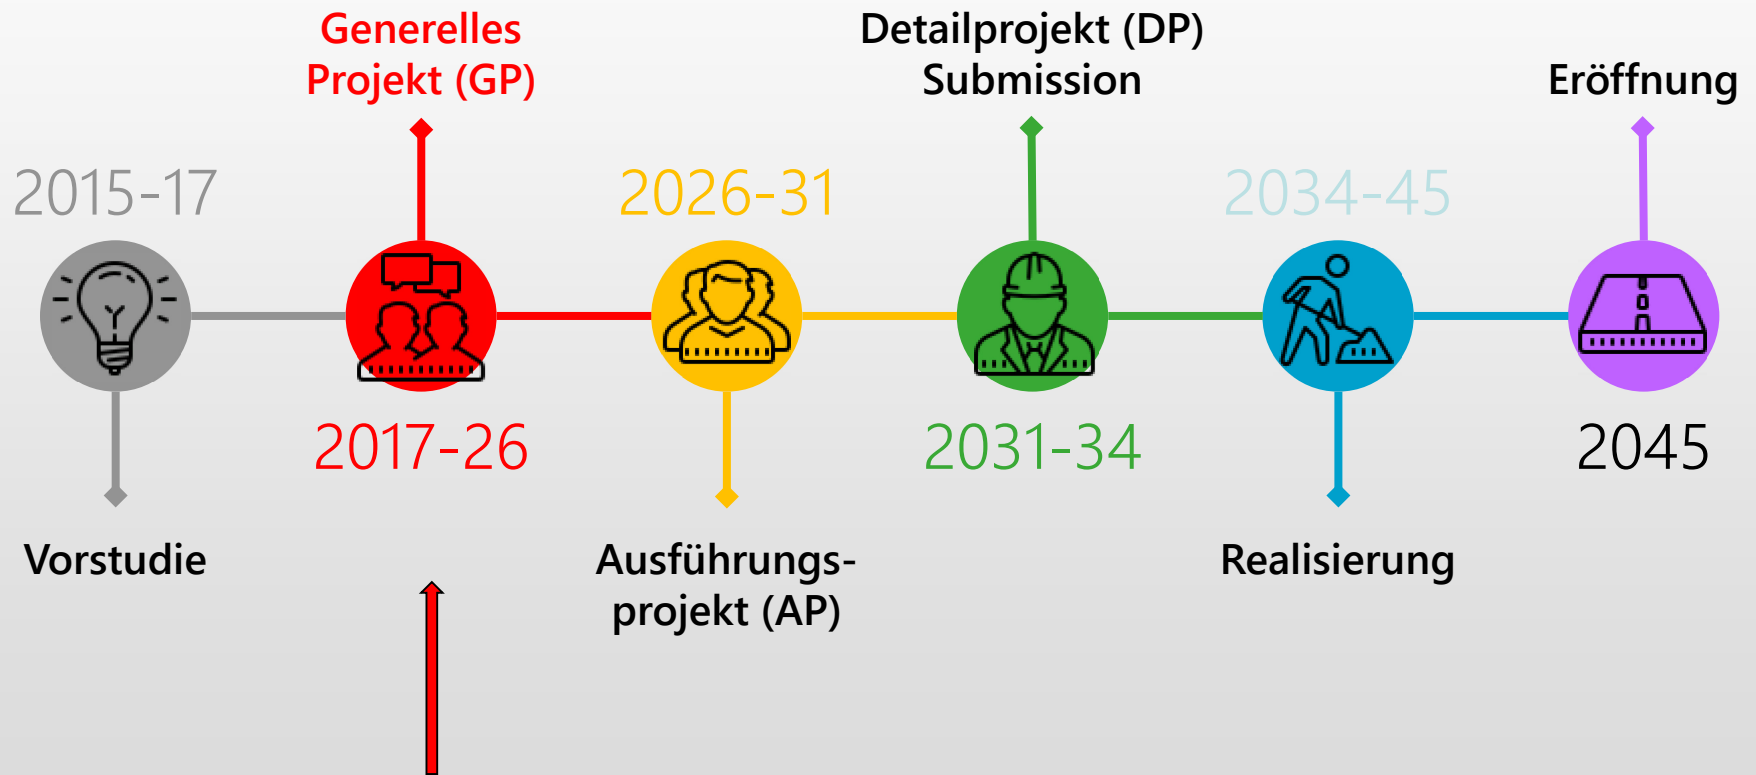 Generelles
Projekt (GP)
Detailprojekt (DP)
Submission
Eröffnung
2015-17
2026-31
2034-45
2017-26
2031-34
2045
Vorstudie
Ausführungs-
projekt (AP)
Realisierung